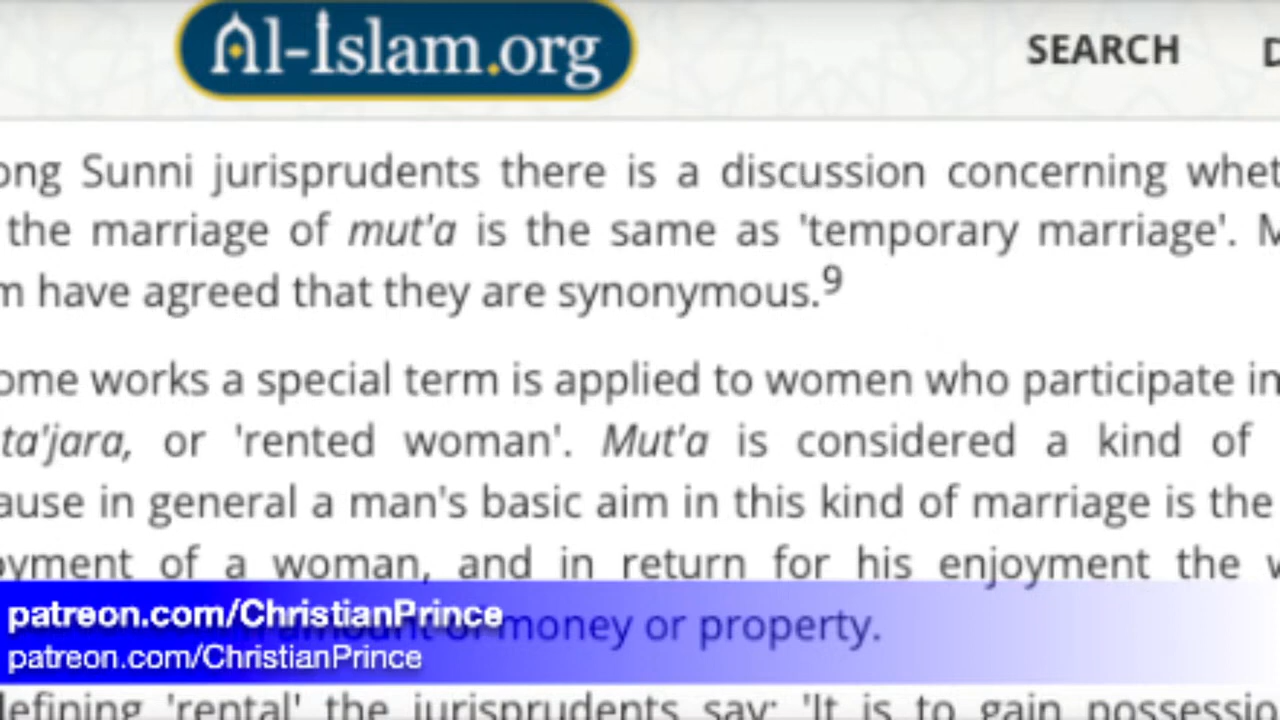 Al-Islam.org
SEARCH
ong Sunni jurisprudents there is a discussion concerning whet
the marriage of mut'a is the same as 'temporary marriage'. M
m have agreed that they are synonymous.9
ome works a special term is applied to women who participate in
ta'jara, or 'rented woman'. Mut'a is considered a kind of
ause in general a man's basic aim in this kind of marriage is the
oyment of a woman, and in return for his enjoyment the w
amount of money or property.
patreon.com/ChristianPrince
patreon.com/ChristianPrince
defining 'rental' the jurisprudents say: 'It is to gain possessio